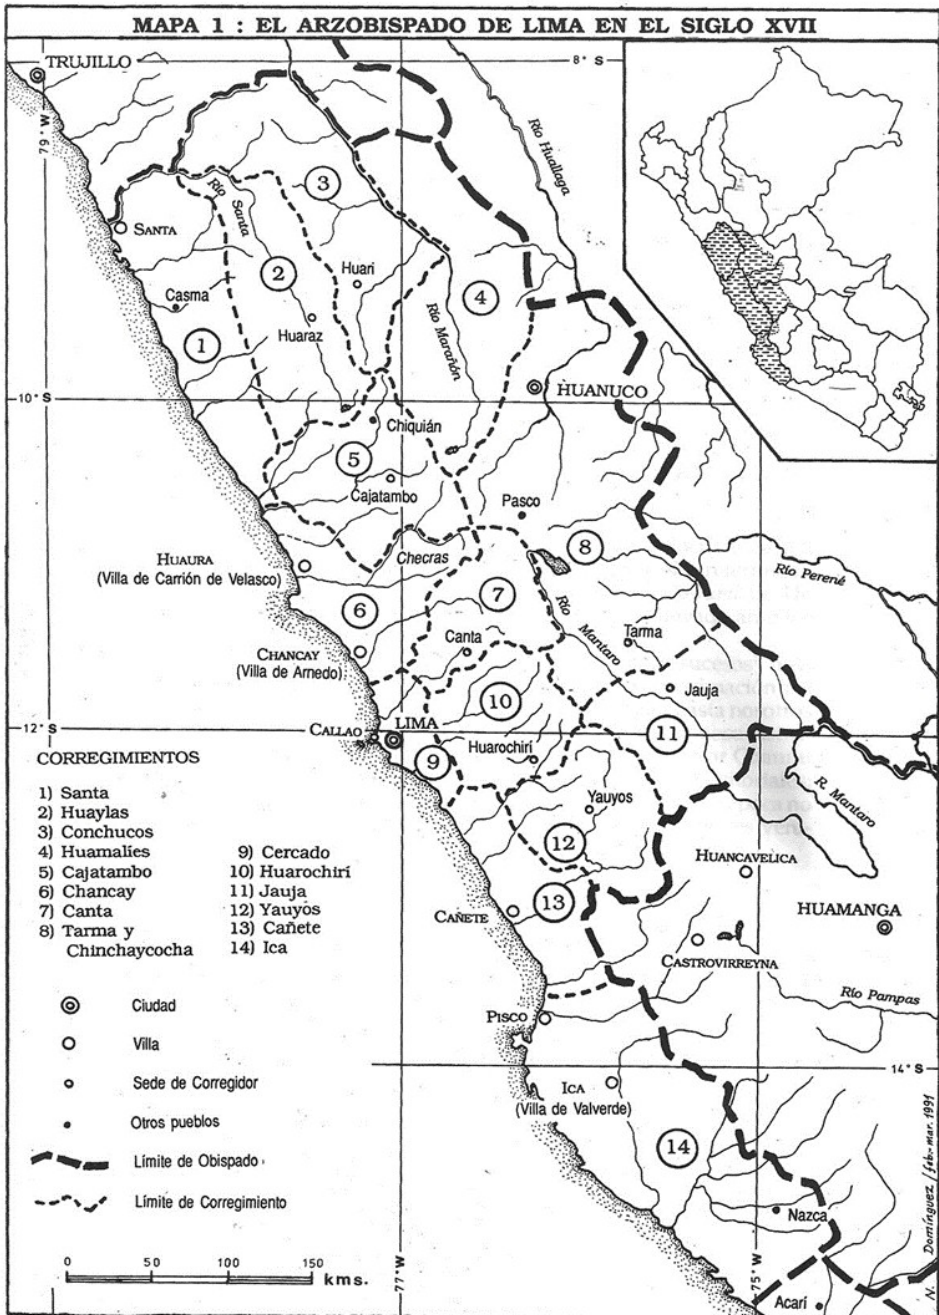 MAPA 1 : EL ARZOBISPADO DE LIMA EN EL SIGLO XVII
TRUJILLO
8° S
79° W
Río Huallaga
3
Río Santa
SANTA
2
Huari
4
Casma
Huaraz
Río Marañón
1
HUANUCO
10° S
Chiquián
5
Cajatambo
Pasco
8
HUAURA
(Villa de Carrión de Velasco)
Checras
Río Perené
7
6
Río Mantaro
Tarma
Canta
CHANCAY
(Villa de Arnedo)
Jauja
10
12° S
CALLAO
LIMA
11
Huarochirí
9
R. Mantaro
Yauyos
12
HUANCAVELICA
13
CAÑETE
HUAMANGA
CASTROVIRREYNA
Río Pampas
PISCO
14° S
ICA
(Villa de Valverde)
14
Nazca
Acarí
77° W
75° W
CORREGIMIENTOS
1) Santa
2) Huaylas
3) Conchucos
4) Huamalíes
5) Cajatambo
6) Chancay
7) Canta
8) Tarma y
Chinchaycocha
9) Cercado
10) Huarochirí
11) Jauja
12) Yauyos
13) Cañete
14) Ica
Ciudad
Villa
Sede de Corregidor
Otros pueblos
Límite de Obispado
Límite de Corregimiento
0 50 100 150 kms.
N. Domínguez / feb-mar. 1991